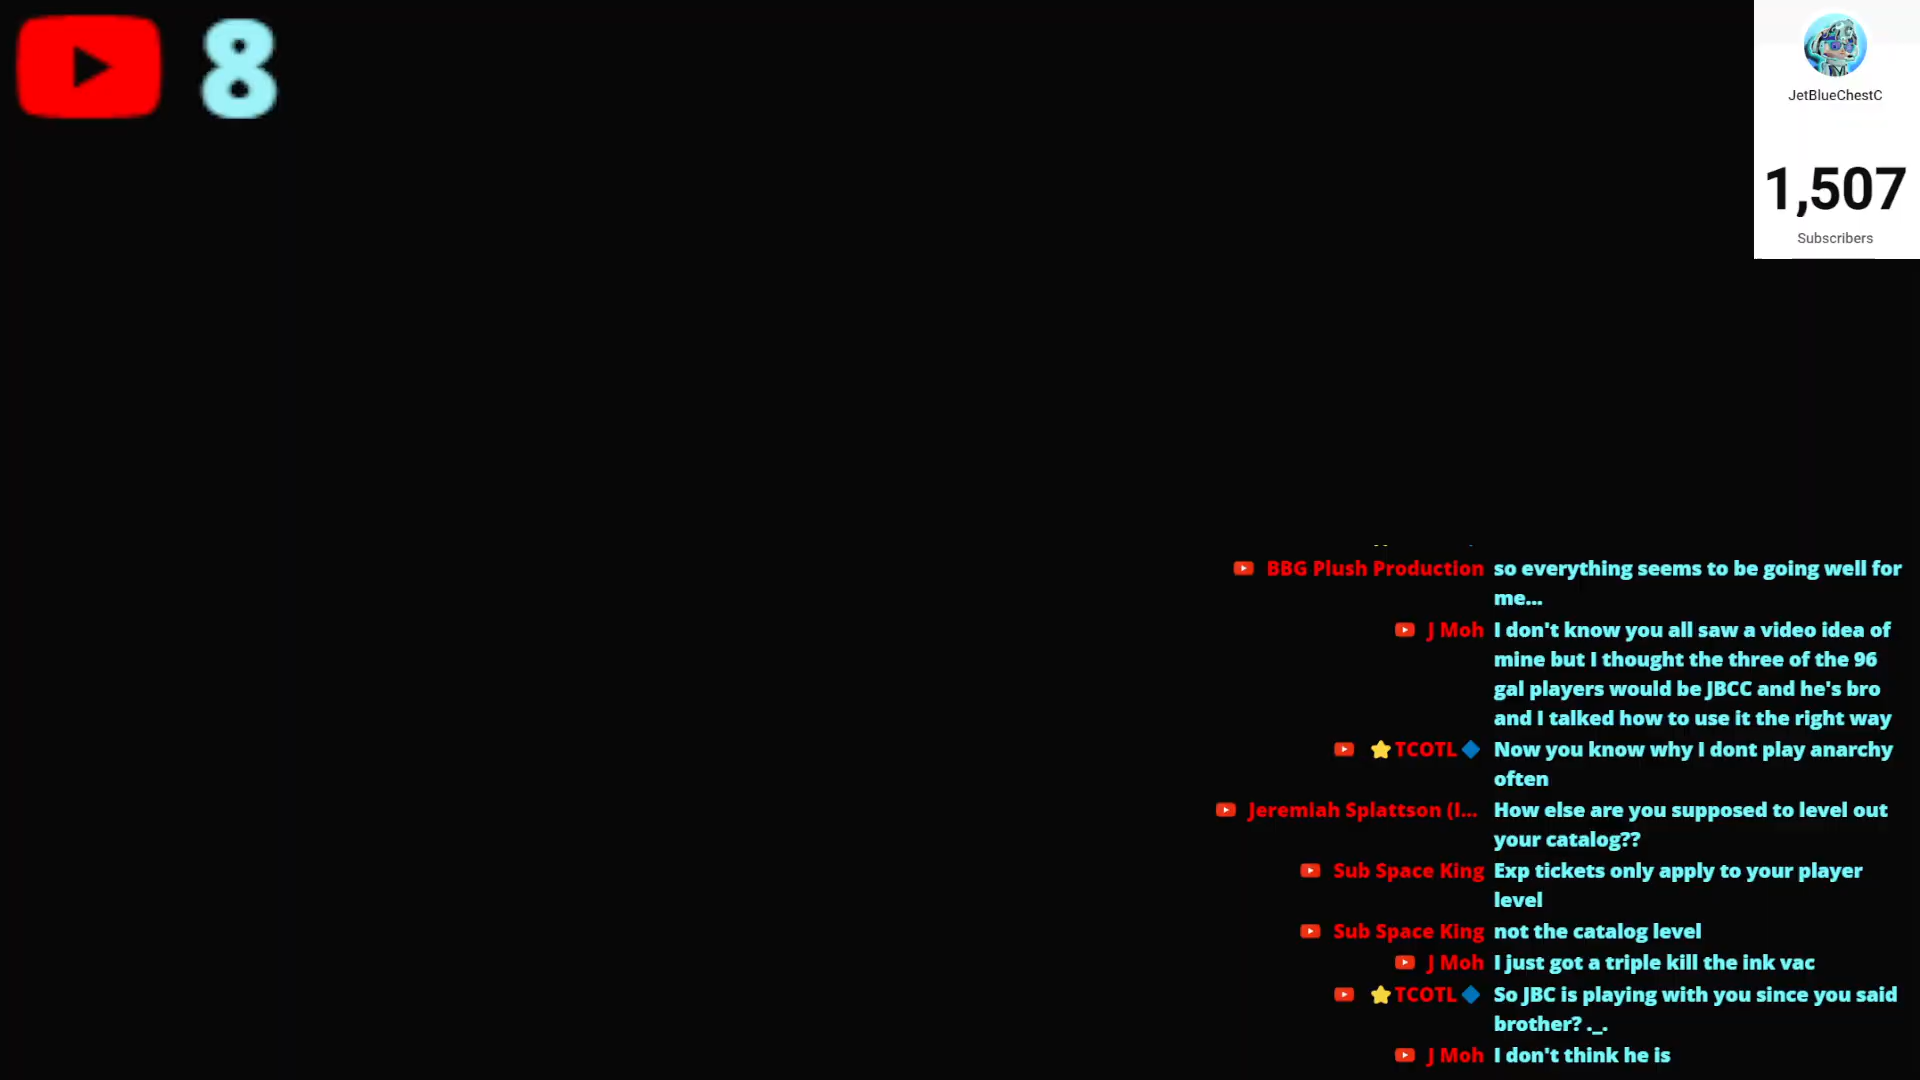 8
JetBlueChestC
1,507
Subscribers
BBG Plush Production so everything seems to be going well for
me...
J Moh I don't know you all saw a video idea of
mine but I thought the three of the 96
gal players would be JBCC and he's bro
and I talked how to use it the right way
TCOTL Now you know why I dont play anarchy
often
Jeremiah Splattson (I... How else are you supposed to level out
your catalog??
Sub Space King Exp tickets only apply to your player
level
Sub Space King not the catalog level
J Moh I just got a triple kill the ink vac
TCOTL So JBC is playing with you since you said
brother? ._.
J Moh I don't think he is